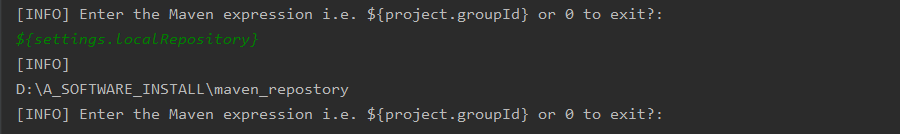 [INFO] Enter the Maven expression i.e. ${project.groupId} or 0 to exit?:
${settings.localRepository}
[INFO]
D:\A_SOFTWARE_INSTALL\maven_repostory
[INFO] Enter the Maven expression i.e. ${project.groupId} or 0 to exit?: